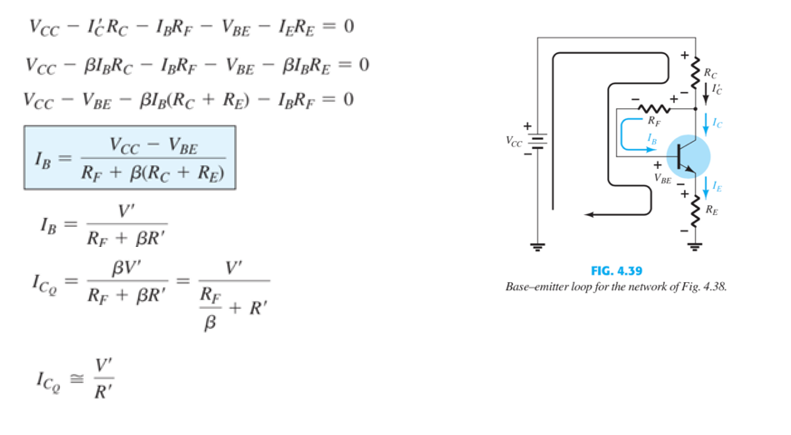 V_CC − I'_C R_C − I_B R_F − V_BE − I_E R_E = 0
V_CC − βI_B R_C − I_B R_F − V_BE − βI_B R_E = 0
V_CC − V_BE − βI_B(R_C + R_E) − I_B R_F = 0
I_B = (V_CC − V_BE) / (R_F + β(R_C + R_E))
I_B = V' / (R_F + βR')
I_CQ = βV' / (R_F + βR') = V' / (R_F/β + R')
I_CQ ≅ V' / R'
+
R_C
−
I'_C
−
+
R_F
I_C
+
V_CC
−
I_B
+
V_BE
−
I_E
+
R_E
−
FIG. 4.39
Base–emitter loop for the network of Fig. 4.38.